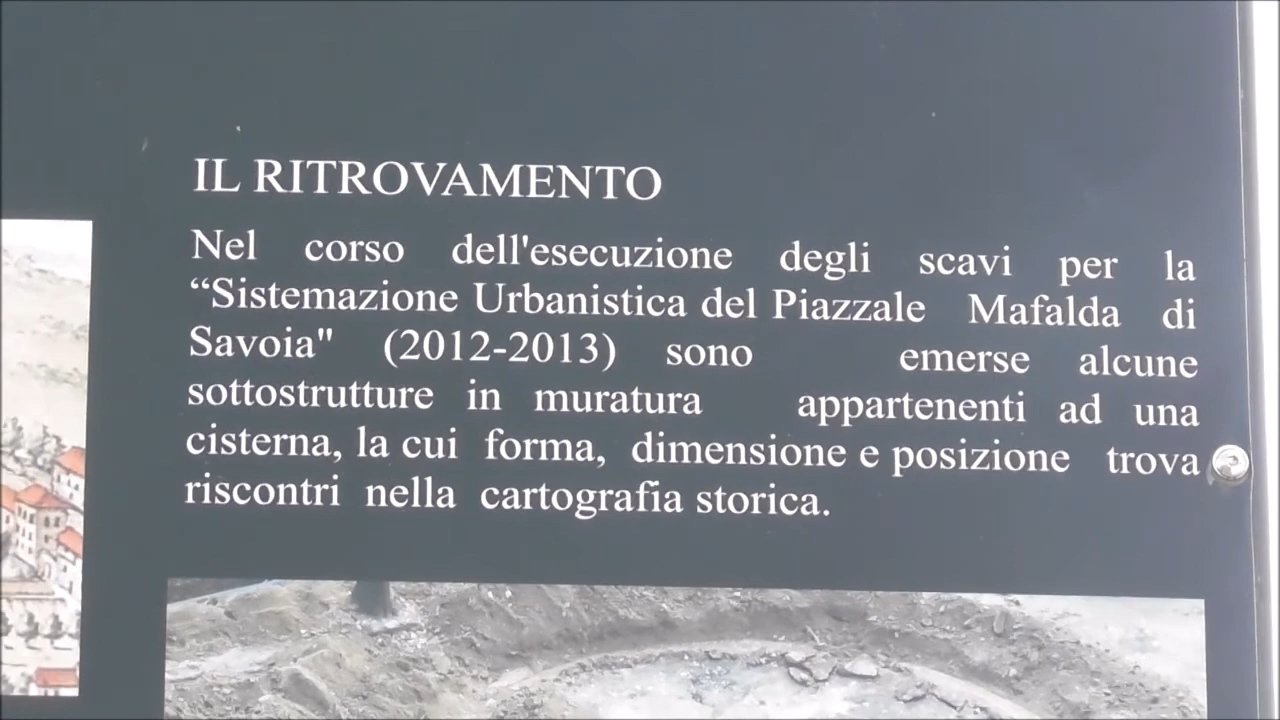 IL RITROVAMENTO
Nel corso dell'esecuzione degli scavi per la
“Sistemazione Urbanistica del Piazzale Mafalda di
Savoia" (2012-2013) sono emerse alcune
sottostrutture in muratura appartenenti ad una
cisterna, la cui forma, dimensione e posizione trova
riscontri nella cartografia storica.